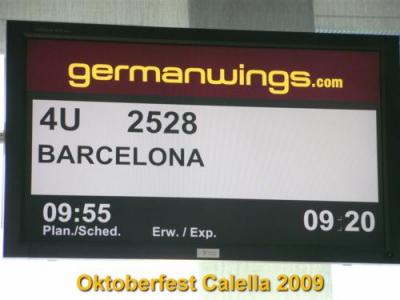 germanwings.com
4U 2528
BARCELONA
09:55 09:20
Plan./Sched. Erw. / Exp.
Oktoberfest Calella 2009